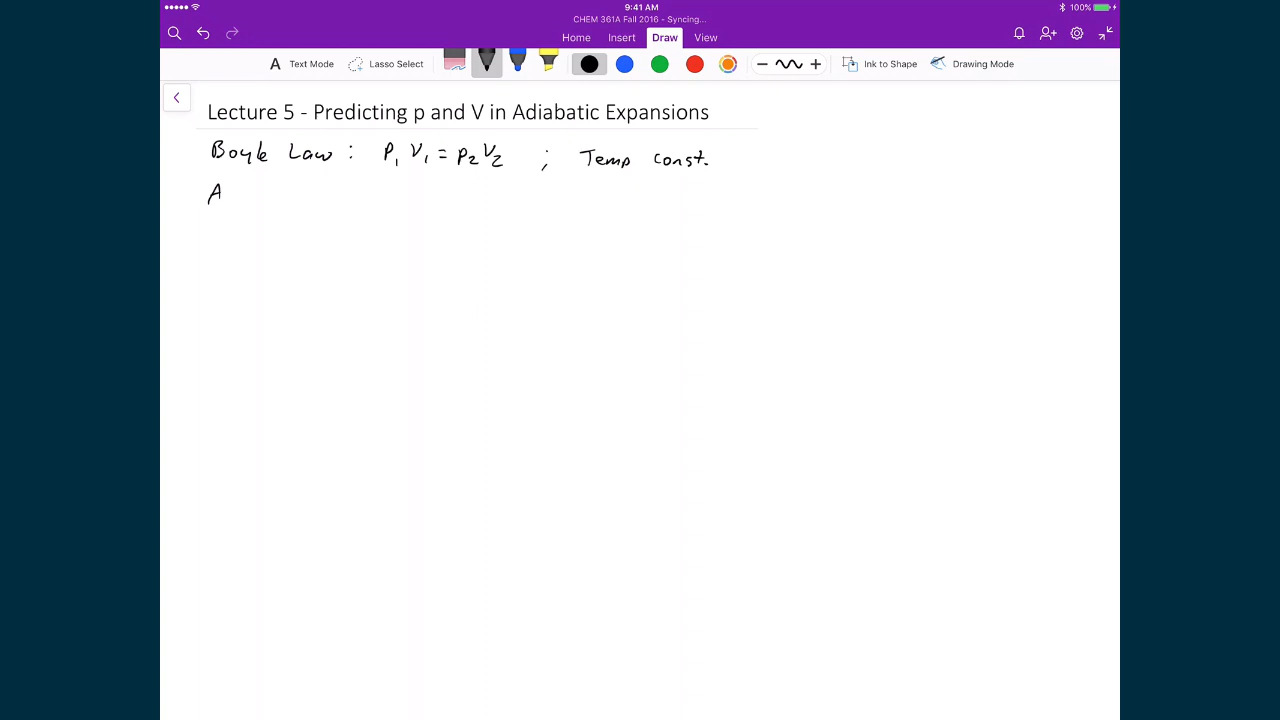 9:41 AM
100%
CHEM 361A Fall 2016 - Syncing...
Home Insert Draw View
A Text Mode Lasso Select Ink to Shape Drawing Mode
Lecture 5 - Predicting p and V in Adiabatic Expansions
Boyle Law : P₁ V₁ = P₂ V₂ ; Temp const.
A